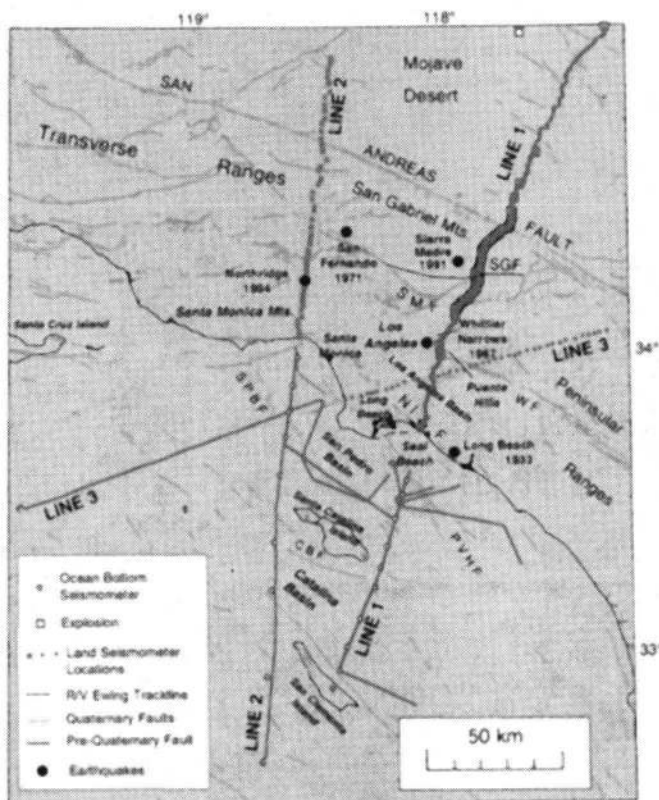 119°
118°
SAN
LINE 2
Mojave
Desert
LINE 1
Transverse
Ranges
ANDREAS
FAULT
San Gabriel Mts.
San
Fernando
1971
Sierra
Madre
1991
SGF
Northridge
1994
S M F
Santa Monica Mts.
Santa Cruz Island
Santa
Monica
Los
Angeles
Whittier
Narrows
1987
LINE 3
34°
Los Angeles Basin
Puente
Hills
W F
Peninsular
Ranges
S P B F
Long
Beach
N I F
Seal
Beach
Long Beach
1933
San Pedro
Basin
LINE 3
Santa Catalina
Island
C B F
P V H F
Catalina
Basin
LINE 1
33°
San Clemente
Island
LINE 2
Ocean Bottom
Seismometer
Explosion
Land Seismometer
Locations
R/V Ewing Trackline
Quaternary Faults
Pre-Quaternary Fault
Earthquakes
50 km